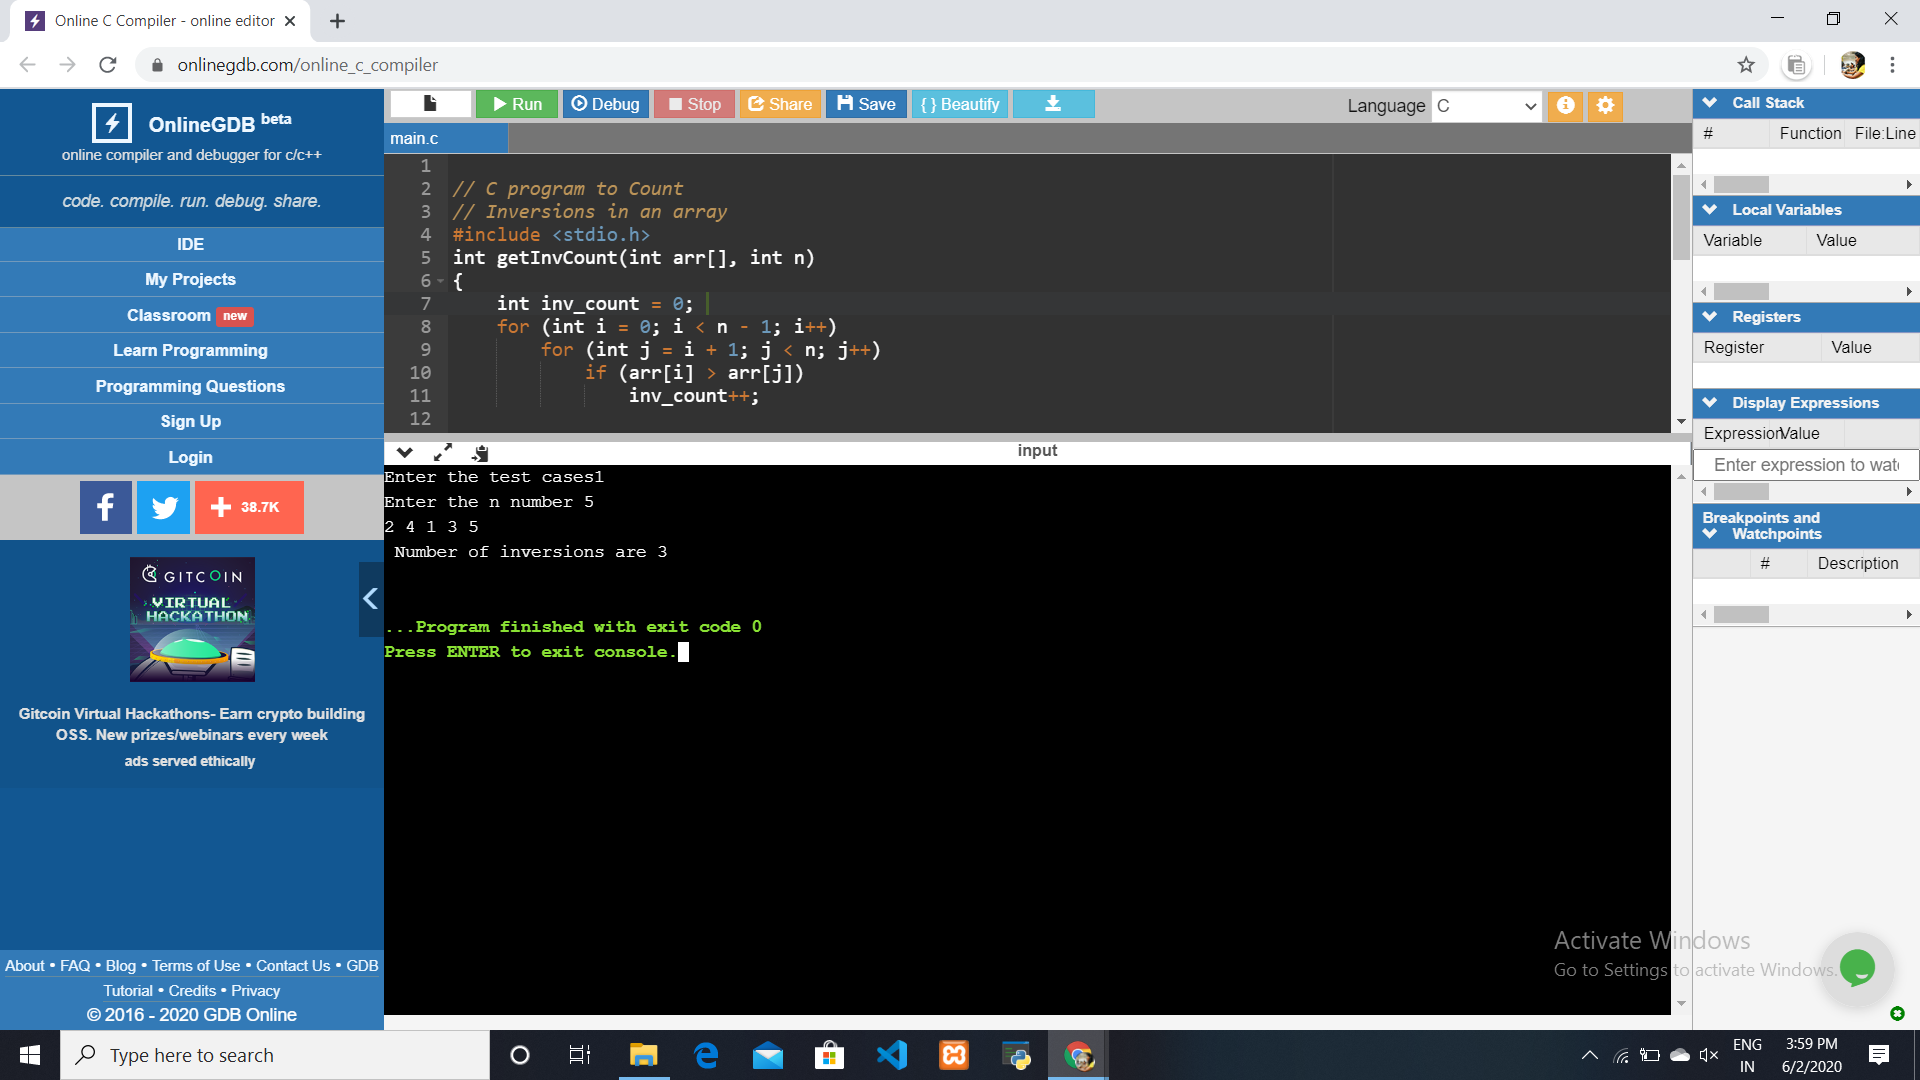 Online C Compiler - online editor
onlinegdb.com/online_c_compiler
OnlineGDB beta
online compiler and debugger for c/c++
code. compile. run. debug. share.
IDE
My Projects
Classroom new
Learn Programming
Programming Questions
Sign Up
Login
38.7K
GITCOIN
VIRTUAL
HACKATHON
Gitcoin Virtual Hackathons- Earn crypto building
OSS. New prizes/webinars every week
ads served ethically
About • FAQ • Blog • Terms of Use • Contact Us • GDB
Tutorial • Credits • Privacy
© 2016 - 2020 GDB Online
Run Debug Stop Share Save { } Beautify
Language C
main.c
1
2 // C program to Count
3 // Inversions in an array
4 #include <stdio.h>
5 int getInvCount(int arr[], int n)
6 {
7 int inv_count = 0;
8 for (int i = 0; i < n - 1; i++)
9 for (int j = i + 1; j < n; j++)
10 if (arr[i] > arr[j])
11 inv_count++;
12
input
Enter the test cases1
Enter the n number 5
2 4 1 3 5
Number of inversions are 3
...Program finished with exit code 0
Press ENTER to exit console.
Call Stack
# Function File:Line
Local Variables
Variable Value
Registers
Register Value
Display Expressions
Expression Value
Enter expression to wat
Breakpoints and
Watchpoints
# Description
Activate Windows
Go to Settings to activate Windows.
Type here to search
ENG
IN
3:59 PM
6/2/2020